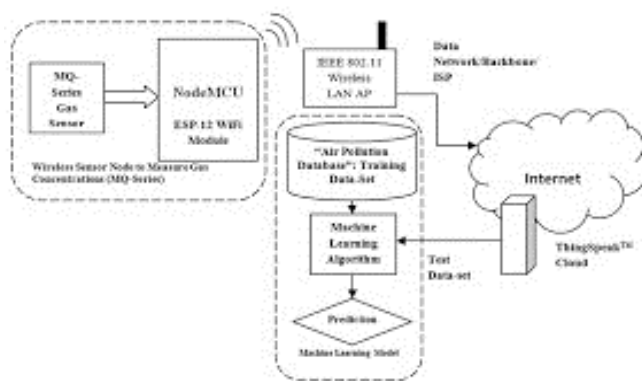 MQ-
Series
Gas
Sensor
NodeMCU
ESP-12 WiFi
Module
Wireless Sensor Node to Measure Gas
Concentrations (MQ-Series)
IEEE 802.11
Wireless
LAN AP
Data
Network/Backbone/
ISP
"Air Pollution
Database": Training
Data-Set
Machine
Learning
Algorithm
Prediction
Machine Learning Model
Internet
ThingSpeak™
Cloud
Test
Data-set